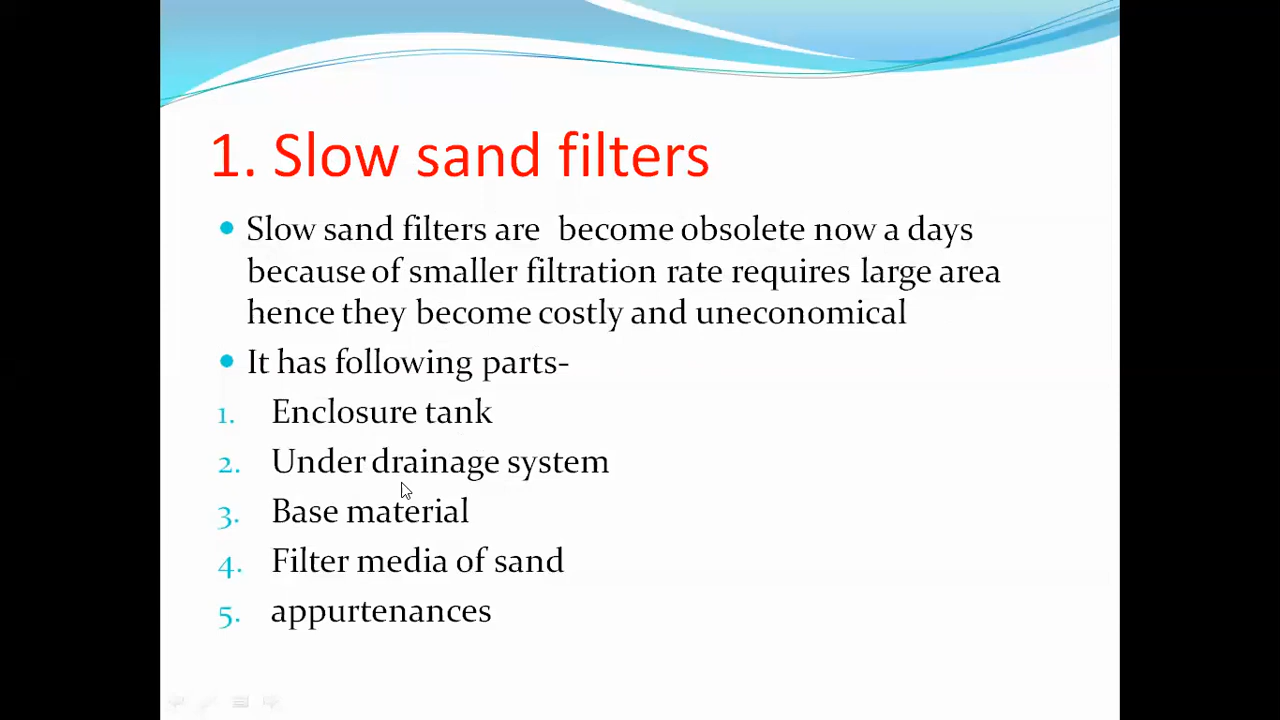 1. Slow sand filters
• Slow sand filters are  become obsolete now a days
because of smaller filtration rate requires large area
hence they become costly and uneconomical
• It has following parts-
1. Enclosure tank
2. Under drainage system
3. Base material
4. Filter media of sand
5. appurtenances